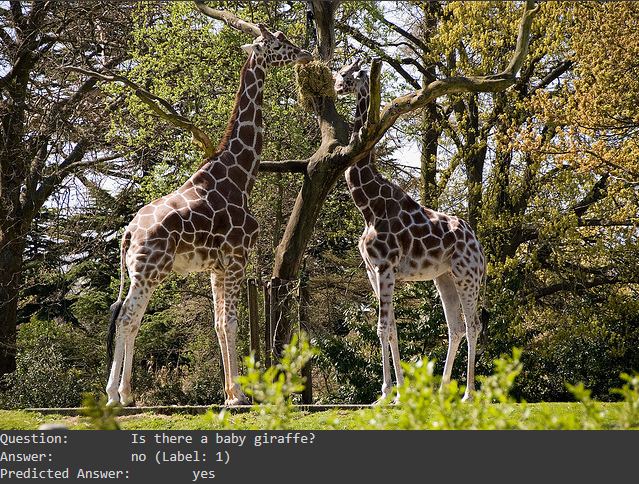 Question: Is there a baby giraffe?
Answer: no (Label: 1)
Predicted Answer: yes